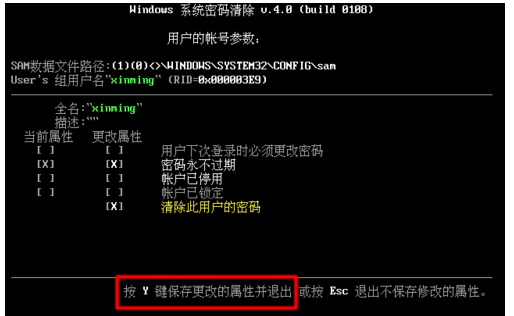 Windows 系统密码清除 v.4.0 (build 0108)
用户的帐号参数：
SAM数据文件路径:(1)(0)<>\WINDOWS\SYSTEM32\CONFIG\sam
User's 组用户名"xinming" (RID=0x000003E9)
全名:"xinming"
描述:""
当前属性 更改属性
[ ] [ ] 用户下次登录时必须更改密码
[X] [X] 密码永不过期
[ ] [ ] 帐户已停用
[ ] [ ] 帐户已锁定
[X] 清除此用户的密码
按 Y 键保存更改的属性并退出 或按 Esc 退出不保存修改的属性。